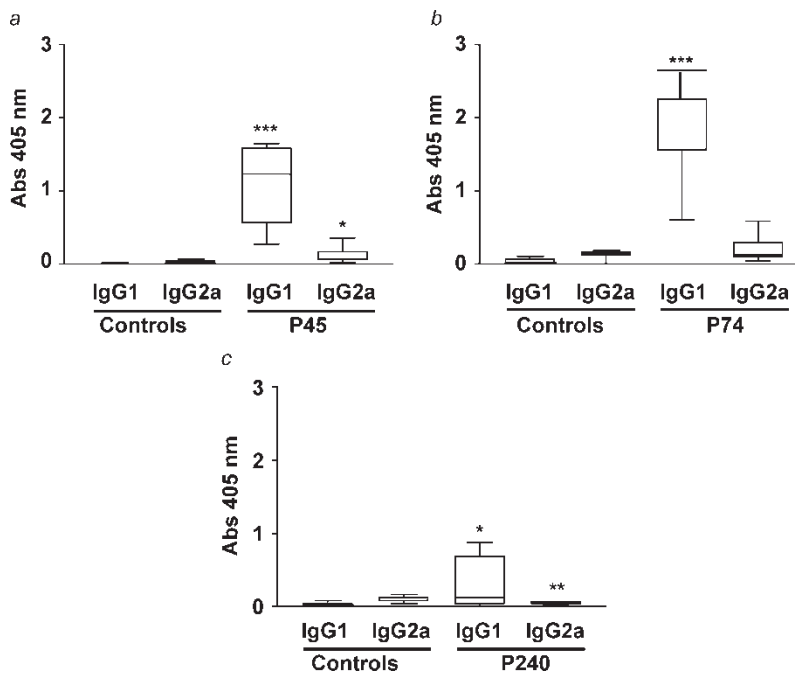 a
3
2
1
0
Abs 405 nm
***
*
IgG1 IgG2a IgG1 IgG2a
Controls P45
b
3
2
1
0
Abs 405 nm
***
IgG1 IgG2a IgG1 IgG2a
Controls P74
c
3
2
1
0
Abs 405 nm
*
**
IgG1 IgG2a IgG1 IgG2a
Controls P240